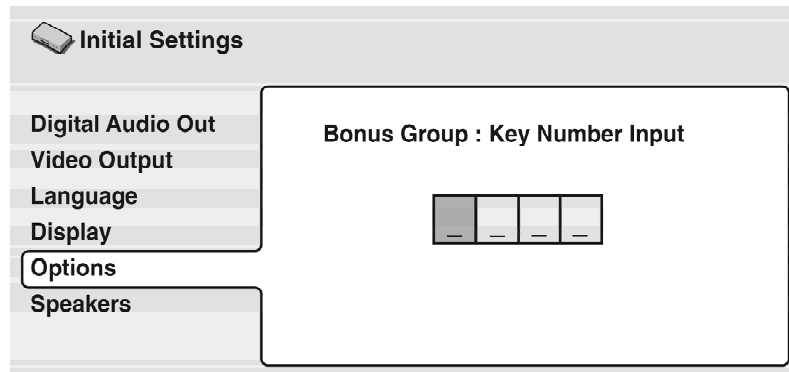 Initial Settings
Digital Audio Out
Video Output
Language
Display
Options
Speakers
Bonus Group : Key Number Input
_ _ _ _